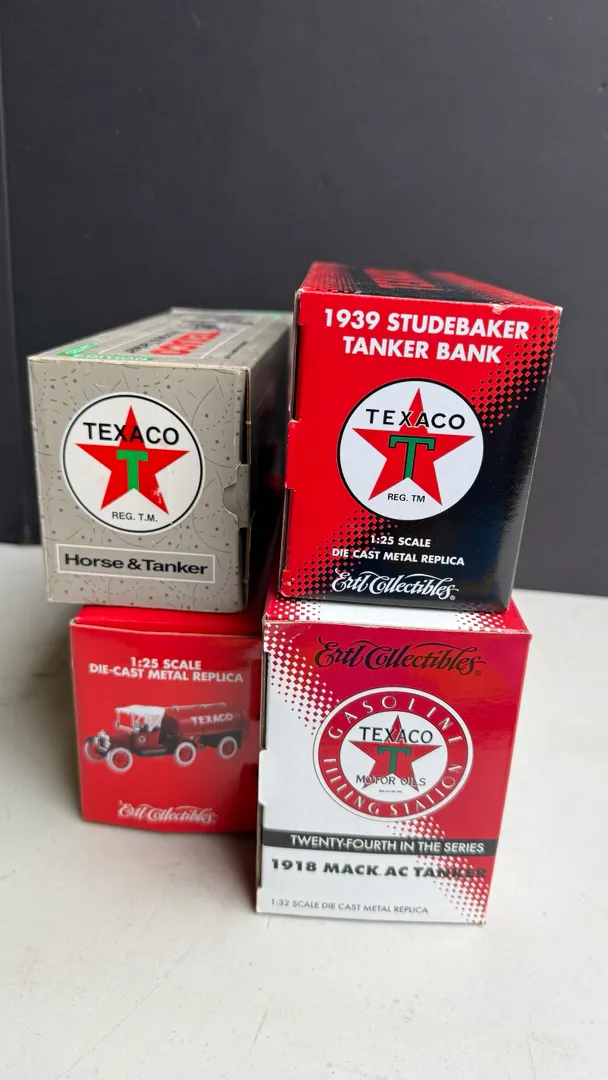 TEXACO
T
REG. T.M.
Horse & Tanker
1939 STUDEBAKER
TANKER BANK
TEXACO
T
REG. TM
1:25 SCALE
DIE CAST METAL REPLICA
Ertl Collectibles®
1:25 SCALE
DIE-CAST METAL REPLICA
TEXACO
Ertl Collectibles
Ertl Collectibles®
GASOLINE
TEXACO
T
MOTOR OILS
FILLING STATION
TWENTY-FOURTH IN THE SERIES
1918 MACK AC TANKER
1:32 SCALE DIE CAST METAL REPLICA